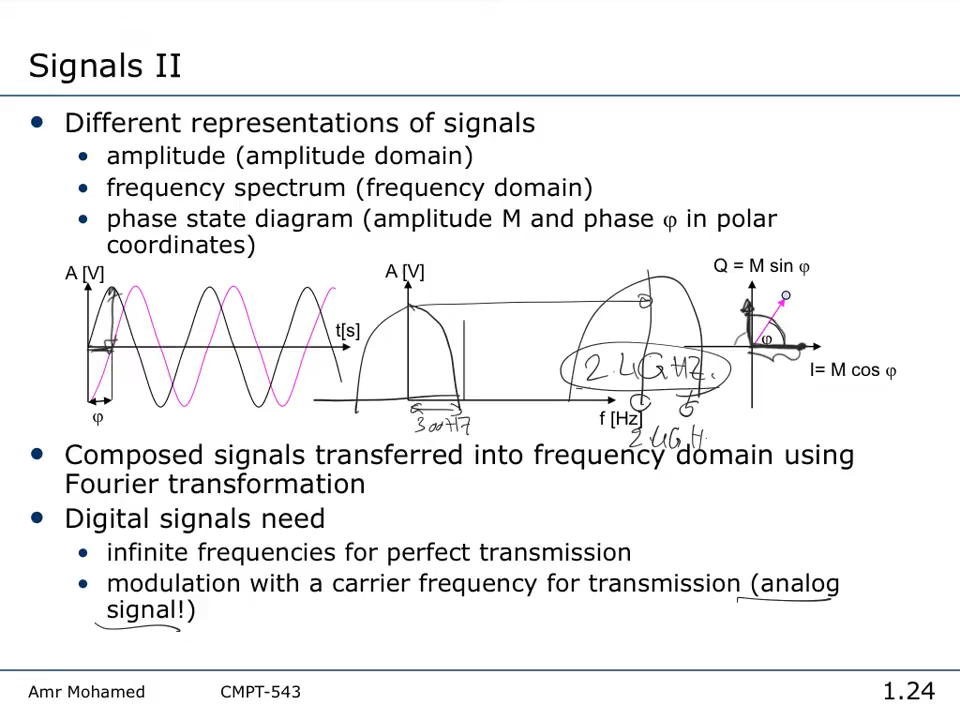 Signals II
• Different representations of signals
• amplitude (amplitude domain)
• frequency spectrum (frequency domain)
• phase state diagram (amplitude M and phase φ in polar
coordinates)
A [V]
A [V]
Q = M sin φ
t[s]
φ
2.4GHZ.
I= M cos φ
φ
f [Hz]
2.4GH.
• Composed signals transferred into frequency domain using
Fourier transformation
• Digital signals need
• infinite frequencies for perfect transmission
• modulation with a carrier frequency for transmission (analog
signal!)
Amr Mohamed
CMPT-543
1.24